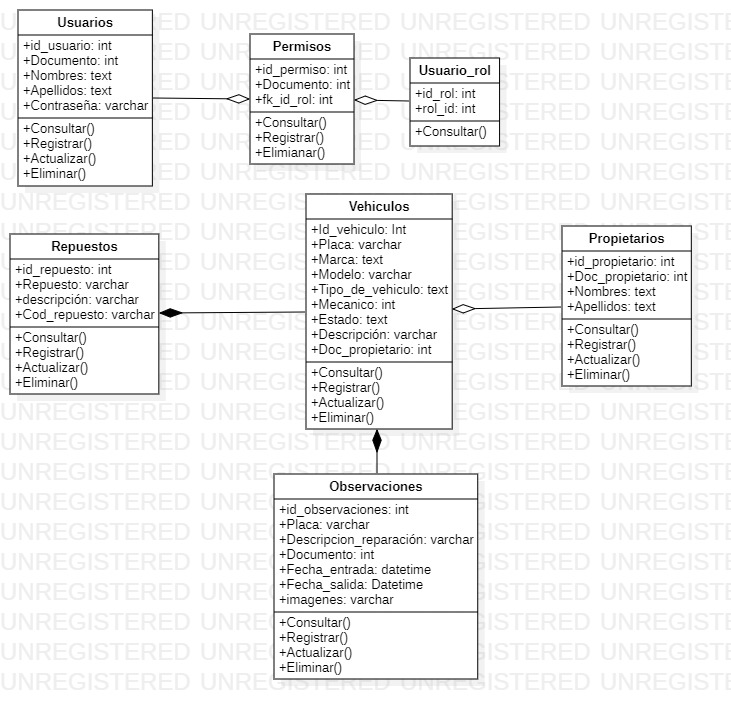 Usuarios
+id_usuario: int
+Documento: int
+Nombres: text
+Apellidos: text
+Contraseña: varchar
+Consultar()
+Registrar()
+Actualizar()
+Eliminar()
Permisos
+id_permiso: int
+Documento: int
+fk_id_rol: int
+Consultar()
+Registrar()
+Elimianar()
Usuario_rol
+id_rol: int
+rol_id: int
+Consultar()
Repuestos
+id_repuesto: int
+Repuesto: varchar
+descripción: varchar
+Cod_repuesto: varchar
+Consultar()
+Registrar()
+Actualizar()
+Eliminar()
Vehiculos
+Id_vehiculo: Int
+Placa: varchar
+Marca: text
+Modelo: varchar
+Tipo_de_vehiculo: text
+Mecanico: int
+Estado: text
+Descripción: varchar
+Doc_propietario: int
+Consultar()
+Registrar()
+Actualizar()
+Eliminar()
Propietarios
+id_propietario: int
+Doc_propietario: int
+Nombres: text
+Apellidos: text
+Consultar()
+Registrar()
+Actualizar()
+Eliminar()
Observaciones
+id_observaciones: int
+Placa: varchar
+Descripcion_reparación: varchar
+Documento: int
+Fecha_entrada: datetime
+Fecha_salida: Datetime
+imagenes: varchar
+Consultar()
+Registrar()
+Actualizar()
+Eliminar()
UNREGISTERED UNREGISTERED UNREGISTERED UNREGISTE